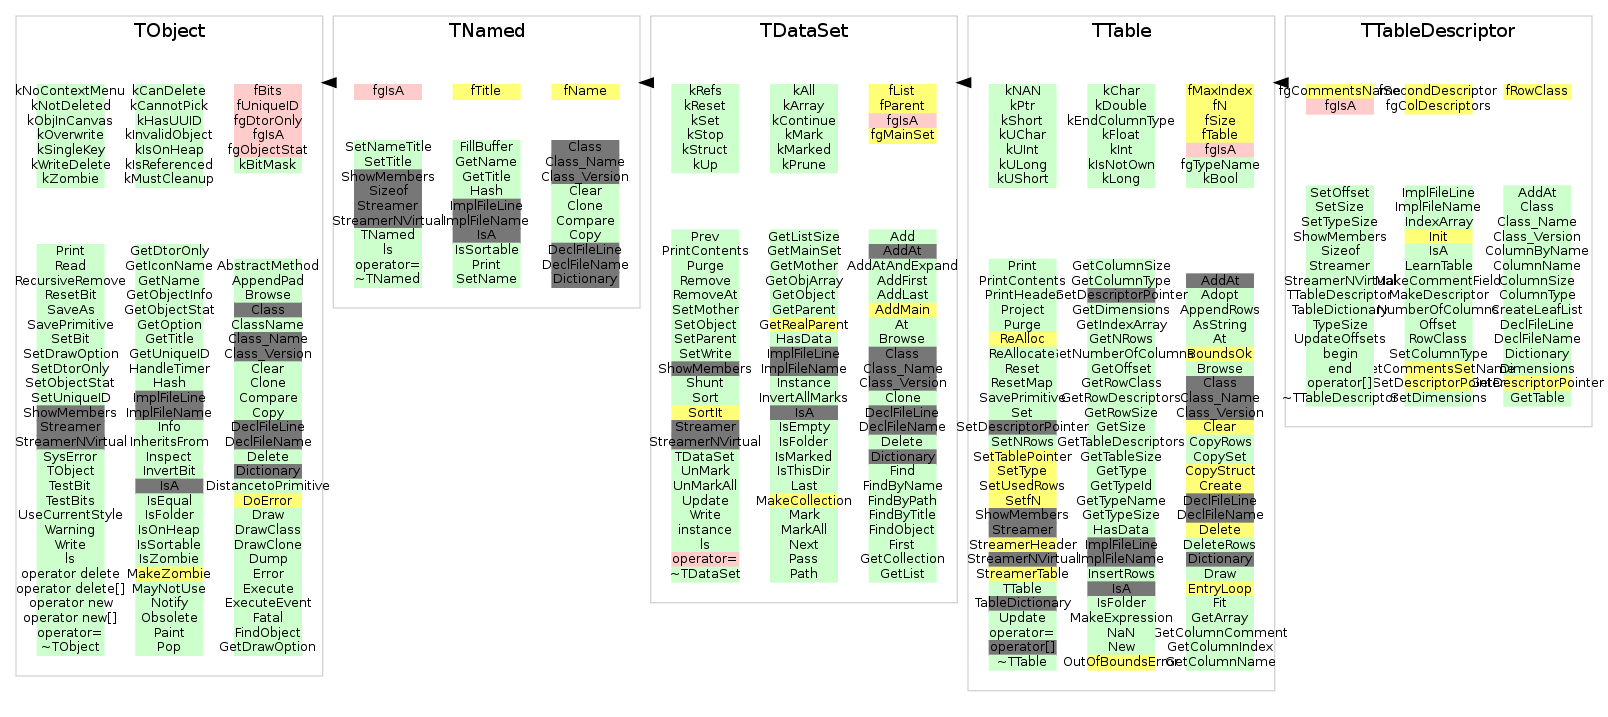 TObject
kNoContextMenu
kNotDeleted
kObjInCanvas
kOverwrite
kSingleKey
kWriteDelete
kZombie
kCanDelete
kCannotPick
kHasUUID
kInvalidObject
kIsOnHeap
kIsReferenced
kMustCleanup
fBits
fUniqueID
fgDtorOnly
fgIsA
fgObjectStat
kBitMask
Print
Read
RecursiveRemove
ResetBit
SaveAs
SavePrimitive
SetBit
SetDrawOption
SetDtorOnly
SetObjectStat
SetUniqueID
ShowMembers
Streamer
StreamerNVirtual
SysError
TObject
TestBit
TestBits
UseCurrentStyle
Warning
Write
ls
operator delete
operator delete[]
operator new
operator new[]
operator=
~TObject
GetDtorOnly
GetIconName
GetName
GetObjectInfo
GetObjectStat
GetOption
GetTitle
GetUniqueID
HandleTimer
Hash
ImplFileLine
ImplFileName
Info
InheritsFrom
Inspect
InvertBit
IsA
IsEqual
IsFolder
IsOnHeap
IsSortable
IsZombie
MakeZombie
MayNotUse
Notify
Obsolete
Paint
Pop
AbstractMethod
AppendPad
Browse
Class
ClassName
Class_Name
Class_Version
Clear
Clone
Compare
Copy
DeclFileLine
DeclFileName
Delete
Dictionary
DistancetoPrimitive
DoError
Draw
DrawClass
DrawClone
Dump
Error
Execute
ExecuteEvent
Fatal
FindObject
GetDrawOption
TNamed
fgIsA
fTitle
fName
SetNameTitle
SetTitle
ShowMembers
Sizeof
Streamer
StreamerNVirtual
TNamed
ls
operator=
~TNamed
FillBuffer
GetName
GetTitle
Hash
ImplFileLine
ImplFileName
IsA
IsSortable
Print
SetName
Class
Class_Name
Class_Version
Clear
Clone
Compare
Copy
DeclFileLine
DeclFileName
Dictionary
TDataSet
kRefs
kReset
kSet
kStop
kStruct
kUp
kAll
kArray
kContinue
kMark
kMarked
kPrune
fList
fParent
fgIsA
fgMainSet
Prev
PrintContents
Purge
Remove
RemoveAt
SetMother
SetObject
SetParent
SetWrite
ShowMembers
Shunt
Sort
SortIt
Streamer
StreamerNVirtual
TDataSet
UnMark
UnMarkAll
Update
Write
instance
ls
operator=
~TDataSet
GetListSize
GetMainSet
GetMother
GetObjArray
GetObject
GetParent
GetRealParent
HasData
ImplFileLine
ImplFileName
Instance
InvertAllMarks
IsA
IsEmpty
IsFolder
IsMarked
IsThisDir
Last
MakeCollection
Mark
MarkAll
Next
Pass
Path
Add
AddAt
AddAtAndExpand
AddFirst
AddLast
AddMain
At
Browse
Class
Class_Name
Class_Version
Clone
DeclFileLine
DeclFileName
Delete
Dictionary
Find
FindByName
FindByPath
FindByTitle
FindObject
First
GetCollection
GetList
TTable
kNAN
kPtr
kShort
kUChar
kUInt
kULong
kUShort
kChar
kDouble
kEndColumnType
kFloat
kInt
kIsNotOwn
kLong
fMaxIndex
fN
fSize
fTable
fgIsA
fgTypeName
kBool
Print
PrintContents
PrintHeader
Project
Purge
ReAlloc
ReAllocate
Reset
ResetMap
SavePrimitive
Set
SetDescriptorPointer
SetNRows
SetTablePointer
SetType
SetUsedRows
SetfN
ShowMembers
Streamer
StreamerHeader
StreamerNVirtual
StreamerTable
TTable
TableDictionary
Update
operator=
operator[]
~TTable
GetColumnSize
GetColumnType
GetDescriptorPointer
GetDimensions
GetIndexArray
GetNRows
GetNumberOfColumns
GetOffset
GetRowClass
GetRowDescriptors
GetRowSize
GetSize
GetTableDescriptors
GetTableSize
GetType
GetTypeId
GetTypeName
GetTypeSize
HasData
ImplFileLine
ImplFileName
InsertRows
IsA
IsFolder
MakeExpression
NaN
New
OutOfBoundsError
AddAt
Adopt
AppendRows
AsString
At
BoundsOk
Browse
Class
Class_Name
Class_Version
Clear
CopyRows
CopySet
CopyStruct
Create
DeclFileLine
DeclFileName
Delete
DeleteRows
Dictionary
Draw
EntryLoop
Fit
GetArray
GetColumnComment
GetColumnIndex
GetColumnName
TTableDescriptor
fgCommentsName
fgIsA
fSecondDescriptor
fgColDescriptors
fRowClass
SetOffset
SetSize
SetTypeSize
ShowMembers
Sizeof
Streamer
StreamerNVirtual
TTableDescriptor
TableDictionary
TypeSize
UpdateOffsets
begin
end
operator[]
~TTableDescriptor
ImplFileLine
ImplFileName
IndexArray
Init
IsA
LearnTable
MakeCommentField
MakeDescriptor
NumberOfColumns
Offset
RowClass
SetColumnType
SetCommentsSetName
SetDescriptorPointer
SetDimensions
AddAt
Class
Class_Name
Class_Version
ColumnByName
ColumnName
ColumnSize
ColumnType
CreateLeafList
DeclFileLine
DeclFileName
Dictionary
Dimensions
GetDescriptorPointer
GetTable